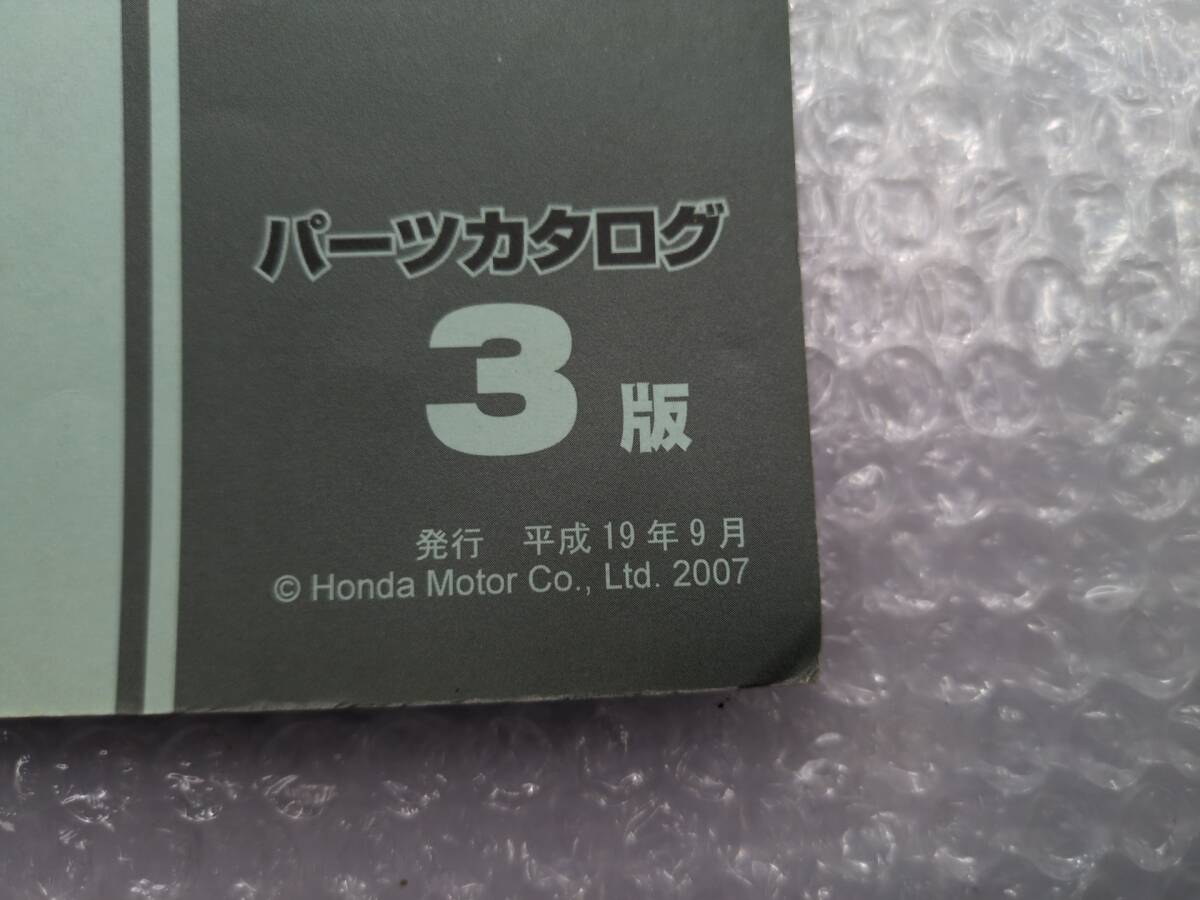 パーツカタログ
3 版
発行 平成 19 年 9 月
© Honda Motor Co., Ltd. 2007